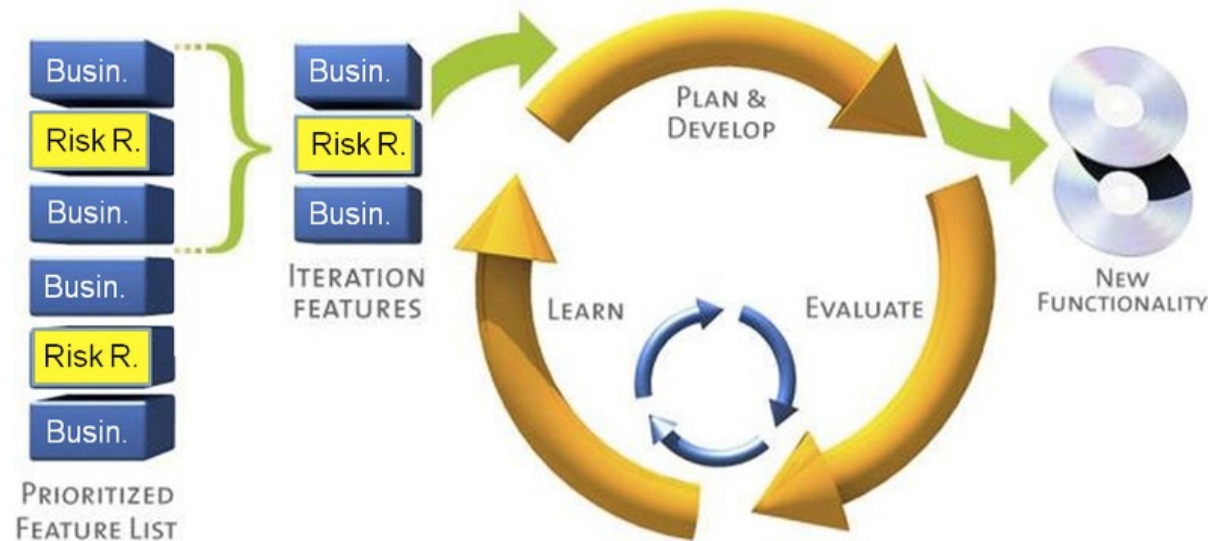 Busin.
Risk R.
Busin.
Busin.
Risk R.
Busin.
PRIORITIZED
FEATURE LIST
Busin.
Risk R.
Busin.
ITERATION
FEATURES
PLAN &
DEVELOP
LEARN
EVALUATE
NEW
FUNCTIONALITY